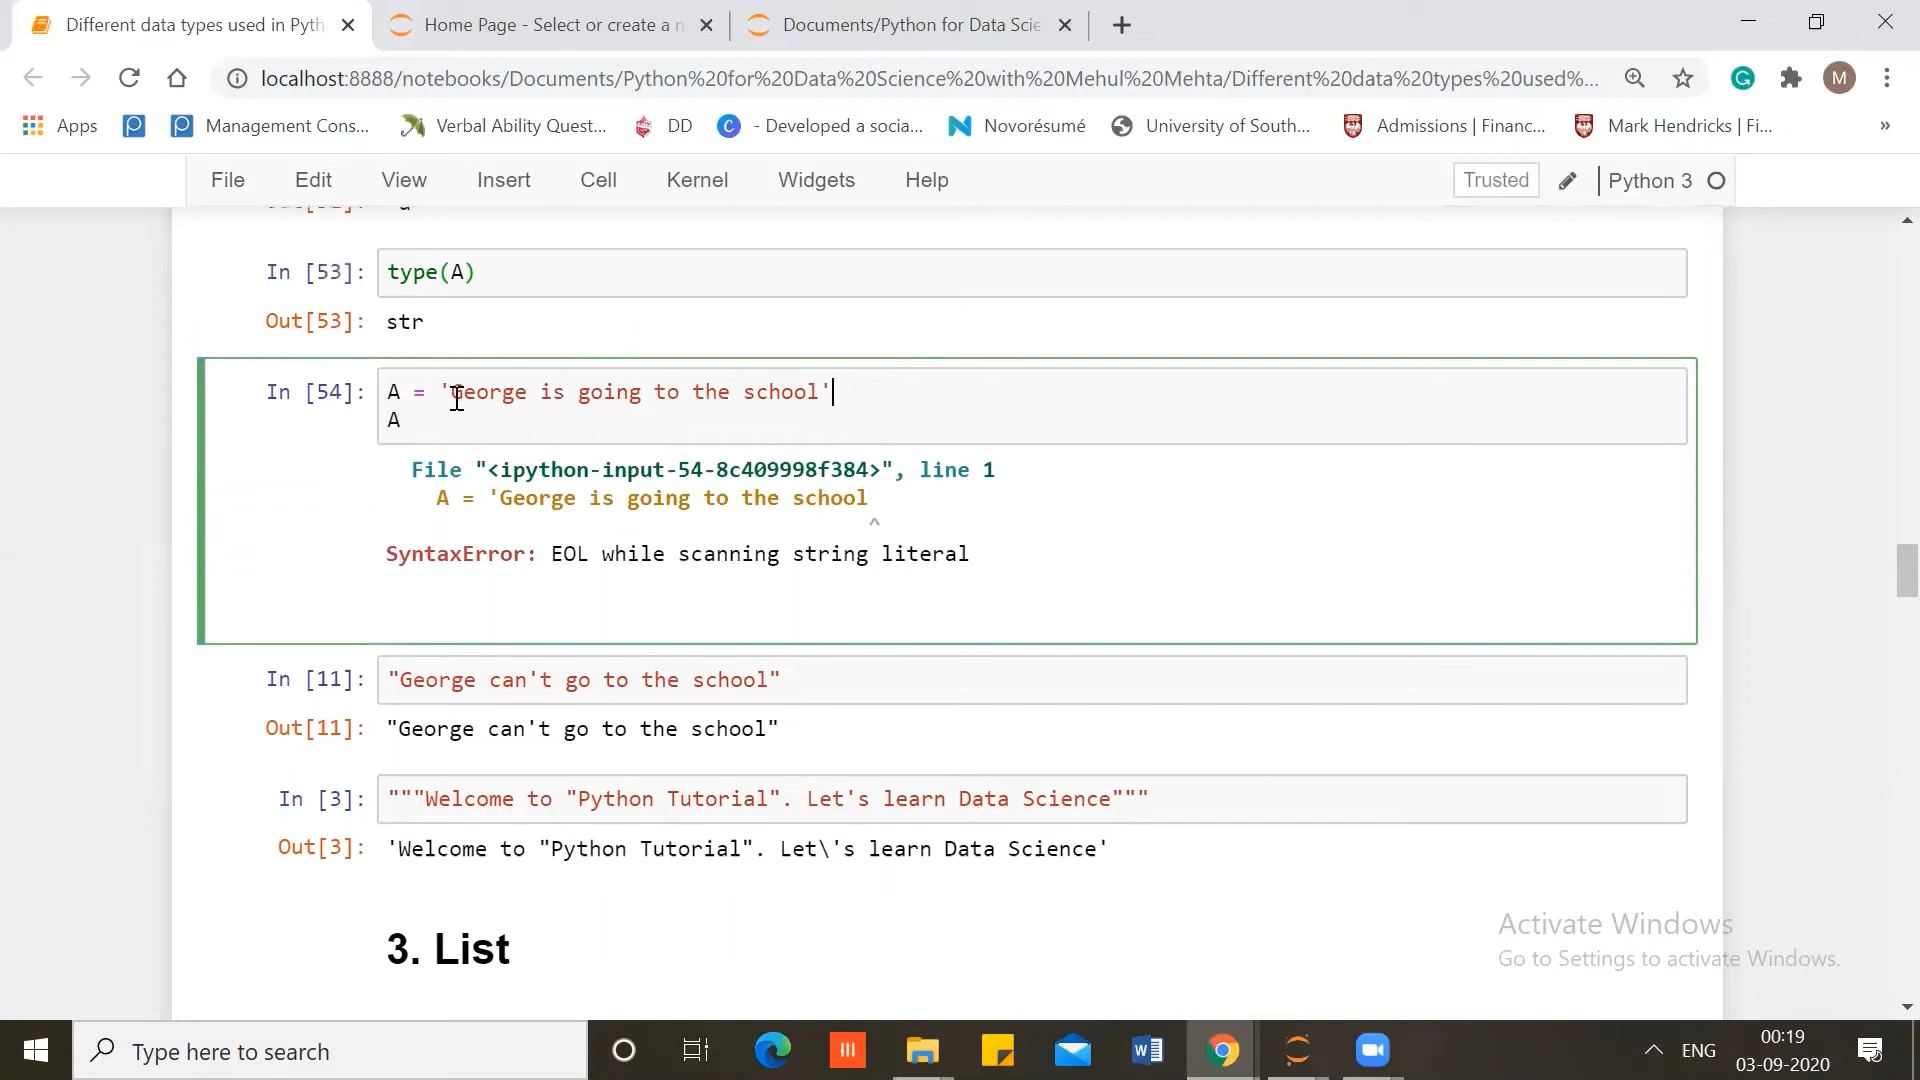 Different data types used in Pyth
Home Page - Select or create a n
Documents/Python for Data Scie
localhost:8888/notebooks/Documents/Python%20for%20Data%20Science%20with%20Mehul%20Mehta/Different%20data%20types%20used%...
M
Apps
Management Cons...
Verbal Ability Quest...
DD
- Developed a socia...
Novorésumé
University of South...
Admissions | Financ...
Mark Hendricks | Fi...
»
File
Edit
View
Insert
Cell
Kernel
Widgets
Help
Trusted
Python 3
In [53]: type(A)
Out[53]: str
In [54]: A = 'George is going to the school'
A
File "<ipython-input-54-8c409998f384>", line 1
A = 'George is going to the school
^
SyntaxError: EOL while scanning string literal
In [11]: "George can't go to the school"
Out[11]: "George can't go to the school"
In [3]: """Welcome to "Python Tutorial". Let's learn Data Science"""
Out[3]: 'Welcome to "Python Tutorial". Let\'s learn Data Science'
3. List
Activate Windows
Go to Settings to activate Windows.
Type here to search
ENG
00:19
03-09-2020